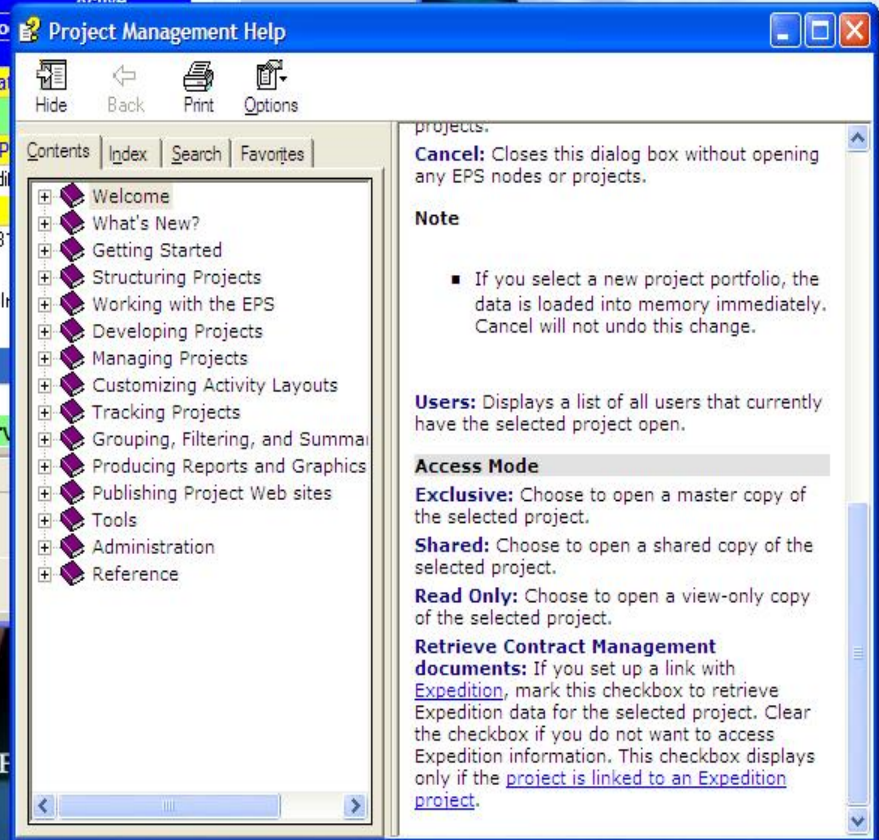 Project Management Help
Hide
Back
Print
Options
Contents
Index
Search
Favorites
Welcome
What's New?
Getting Started
Structuring Projects
Working with the EPS
Developing Projects
Managing Projects
Customizing Activity Layouts
Tracking Projects
Grouping, Filtering, and Summar
Producing Reports and Graphics
Publishing Project Web sites
Tools
Administration
Reference
projects.
Cancel: Closes this dialog box without opening
any EPS nodes or projects.
Note
▪ If you select a new project portfolio, the
data is loaded into memory immediately.
Cancel will not undo this change.
Users: Displays a list of all users that currently
have the selected project open.
Access Mode
Exclusive: Choose to open a master copy of
the selected project.
Shared: Choose to open a shared copy of the
selected project.
Read Only: Choose to open a view-only copy
of the selected project.
Retrieve Contract Management
documents: If you set up a link with
Expedition, mark this checkbox to retrieve
Expedition data for the selected project. Clear
the checkbox if you do not want to access
Expedition information. This checkbox displays
only if the project is linked to an Expedition
project.